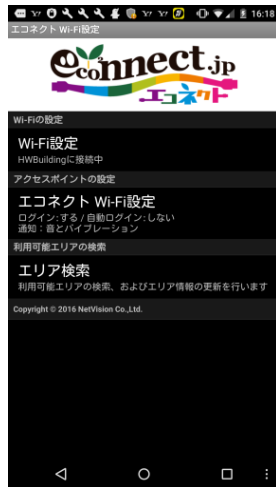 16:18
エコネクト Wi-Fi設定
@econnect.jp
エコネクト
Wi-Fiの設定
Wi-Fi設定
HWBuildingに接続中
アクセスポイントの設定
エコネクト Wi-Fi設定
ログイン:する / 自動ログイン:しない
通知：音とバイブレーション
利用可能エリアの検索
エリア検索
利用可能エリアの検索、およびエリア情報の更新を行います
Copyright © 2016 NetVision Co.,Ltd.